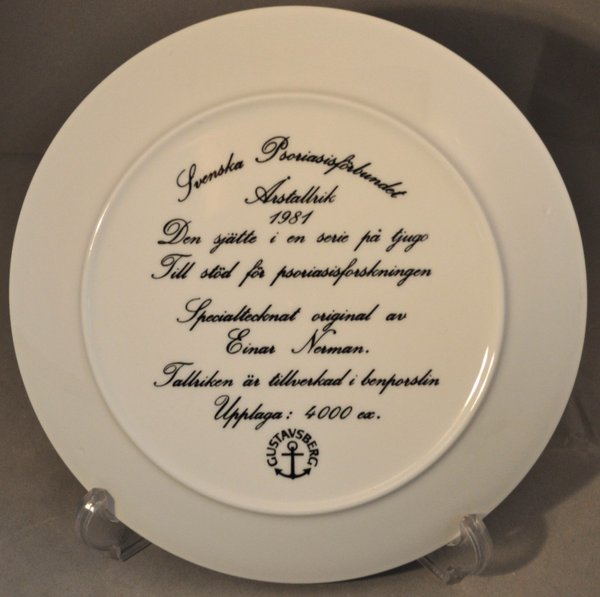 Svenska Psoriasisförbundet
Årstallrik
1981
Den sjätte i en serie på tjugo
Till stöd för psoriasisforskningen
Specialtecknat original av
Einar Nerman.
Tallriken är tillverkad i benporslin
Upplaga: 4000 ex.
GUSTAVSBERG